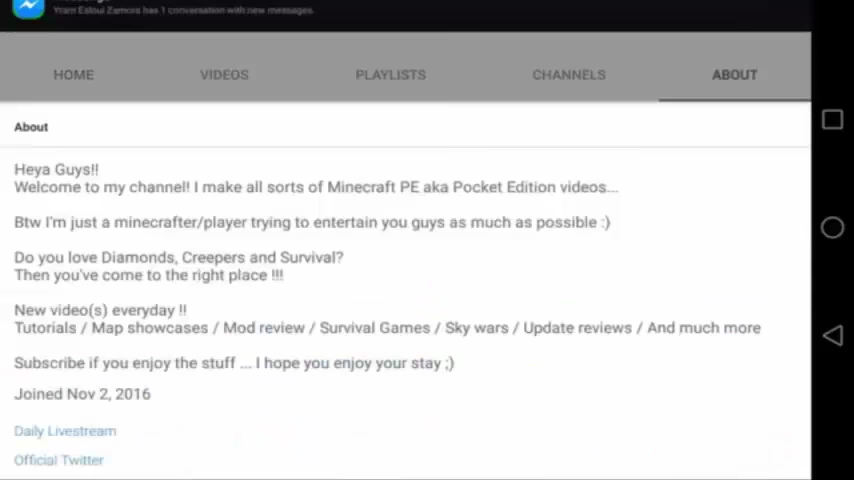 has 1 conversation with new messages.
HOME VIDEOS PLAYLISTS CHANNELS ABOUT
About
Heya Guys!!
Welcome to my channel! I make all sorts of Minecraft PE aka Pocket Edition videos...
Btw I'm just a minecrafter/player trying to entertain you guys as much as possible :)
Do you love Diamonds, Creepers and Survival?
Then you've come to the right place !!!
New video(s) everyday !!
Tutorials / Map showcases / Mod review / Survival Games / Sky wars / Update reviews / And much more
Subscribe if you enjoy the stuff ... I hope you enjoy your stay ;)
Joined Nov 2, 2016
Daily Livestream
Official Twitter